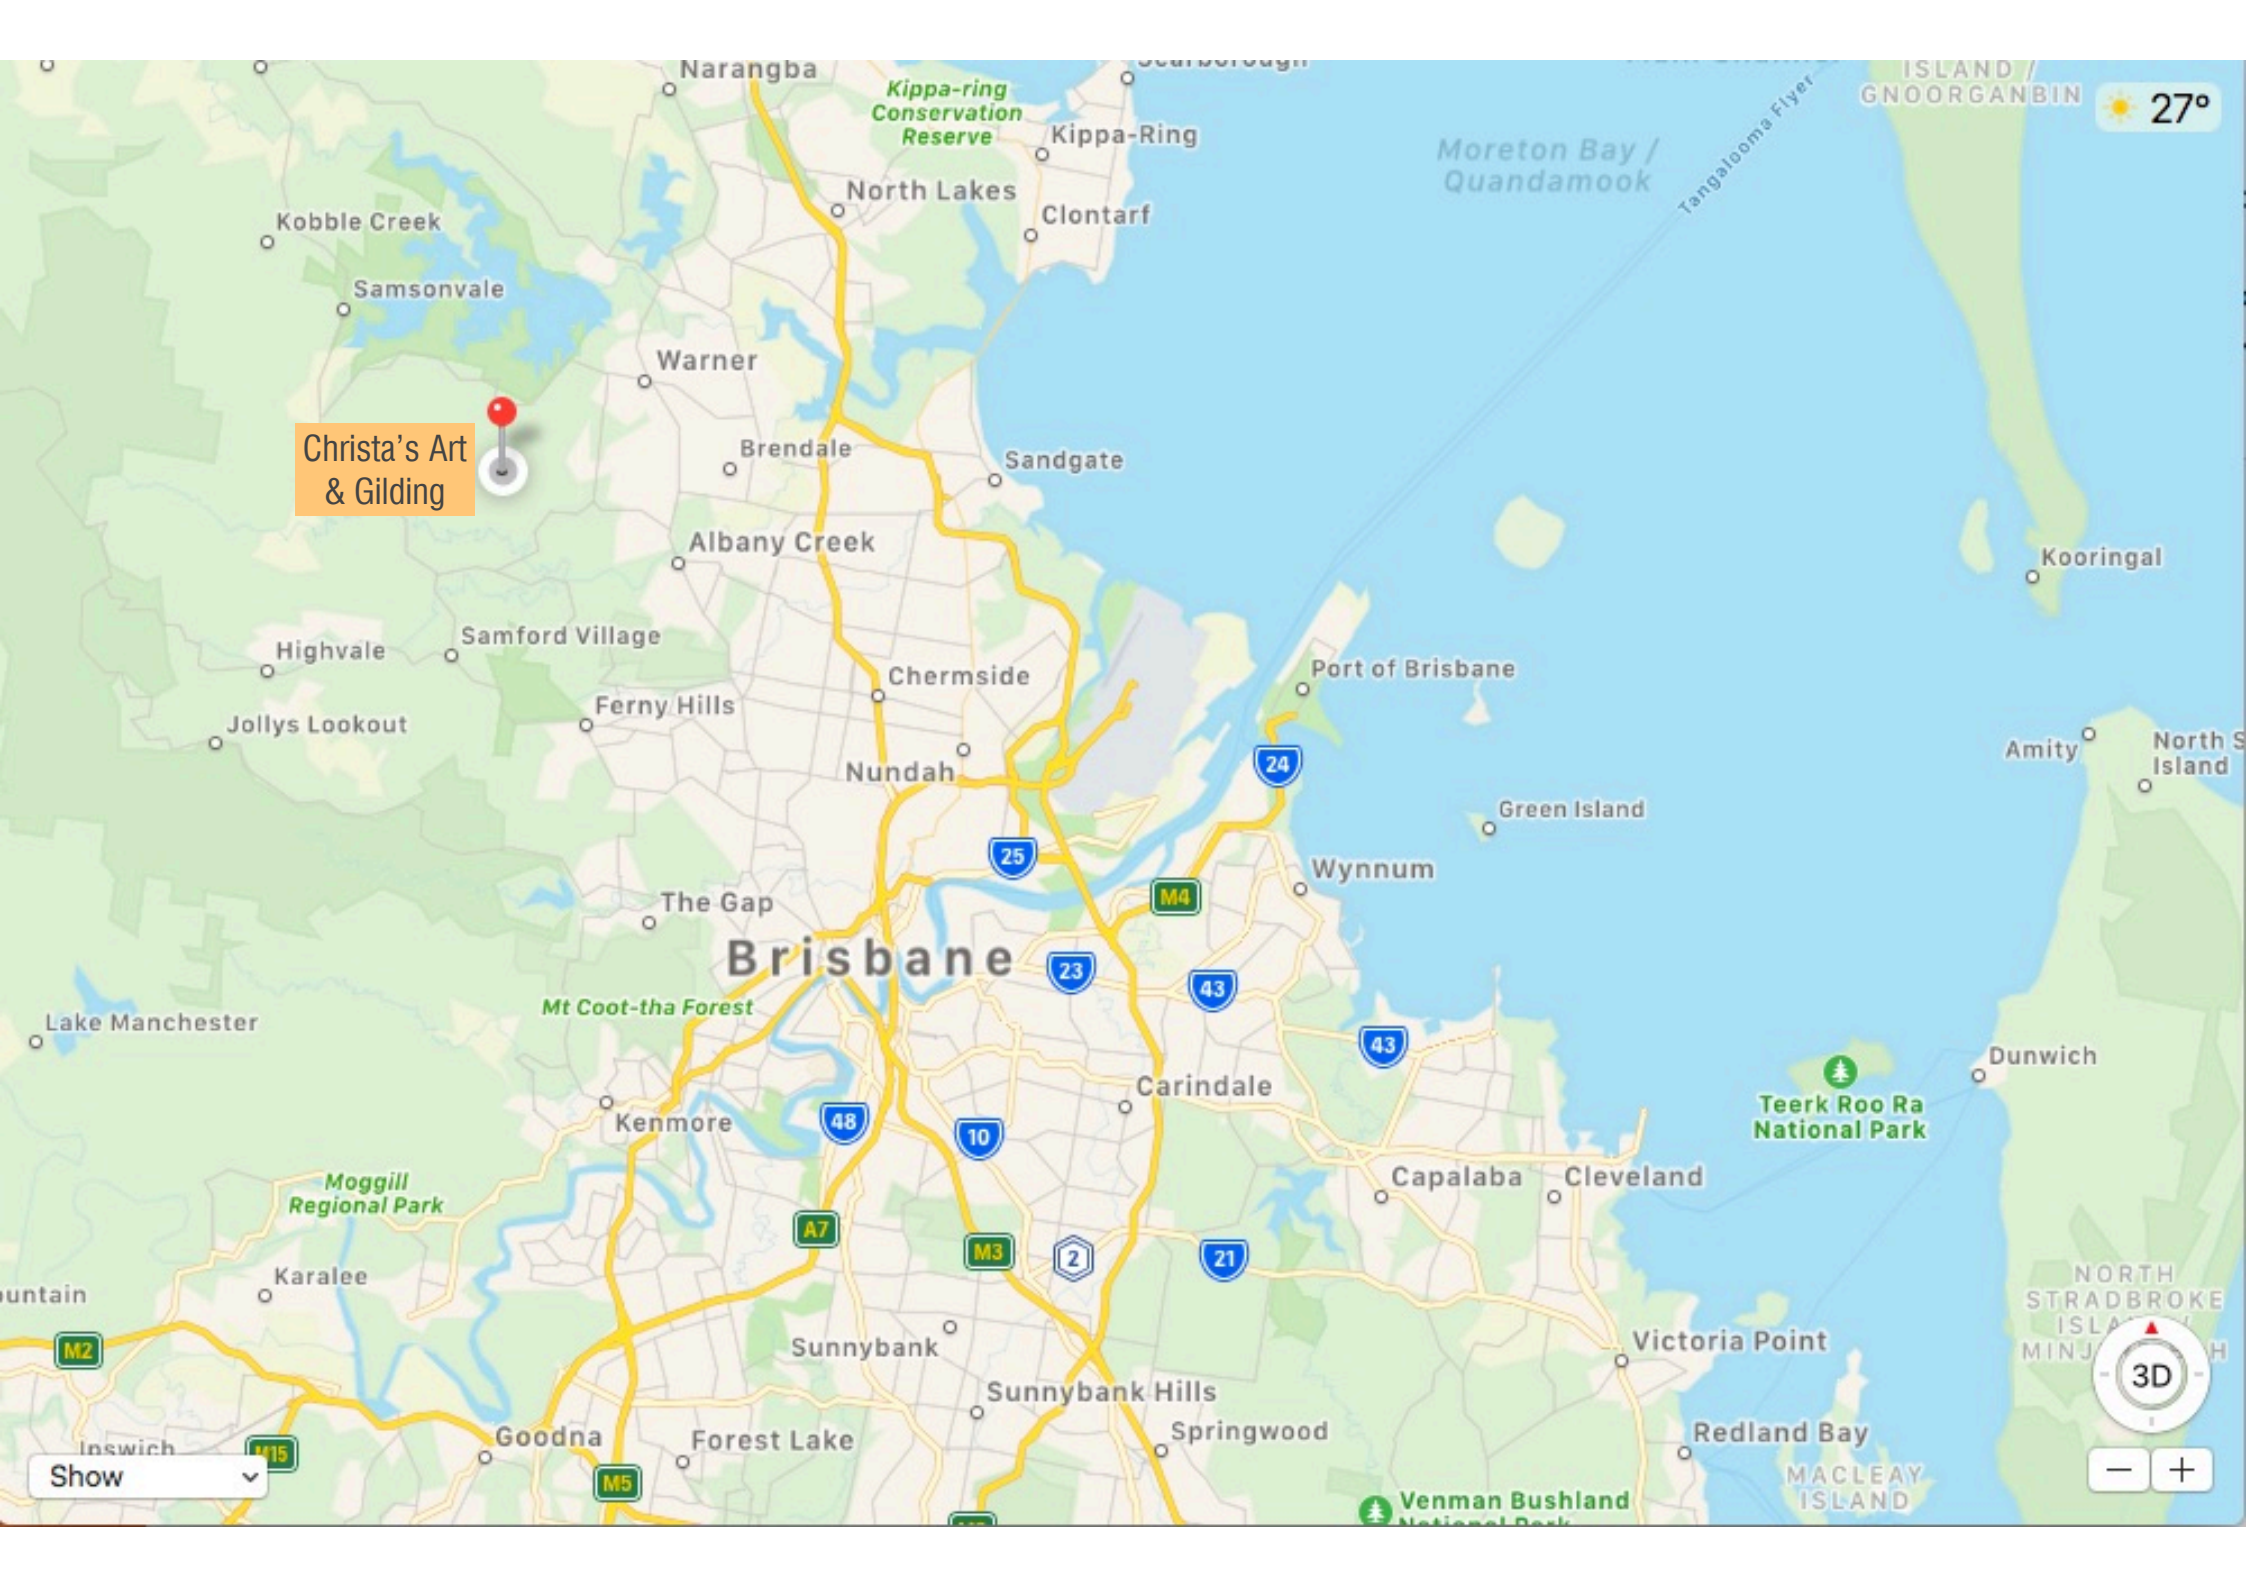 Narangba
Kippa-ring
Conservation
Reserve
Scarborough
ISLAND /
GNOORGANBIN
27°
Kippa-Ring
Moreton Bay /
Quandamook
Tangalooma Flyer
North Lakes
Clontarf
Kobble Creek
Samsonvale
Warner
Christa's Art
& Gilding
Brendale
Sandgate
Albany Creek
Kooringal
Highvale
Samford Village
Chermside
Port of Brisbane
Ferny Hills
Jollys Lookout
Nundah
24
Amity
North S
Island
Green Island
25
Wynnum
M4
The Gap
Brisbane
23
43
Mt Coot-tha Forest
Lake Manchester
43
Dunwich
Teerk Roo Ra
National Park
Carindale
Kenmore
48
10
Moggill
Regional Park
Capalaba
Cleveland
A7
M3
2
21
Karalee
ountain
NORTH
STRADBROKE
M2
Sunnybank
Victoria Point
3D
Sunnybank Hills
Goodna
Forest Lake
Springwood
Redland Bay
Ipswich
M15
Show
M5
MACLEAY
ISLAND
Venman Bushland
National Park